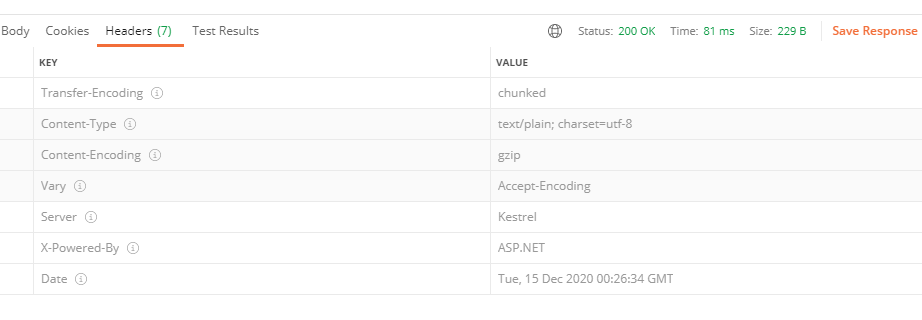 Body Cookies Headers (7) Test Results Status: 200 OK Time: 81 ms Size: 229 B Save Response
KEY VALUE
Transfer-Encoding chunked
Content-Type text/plain; charset=utf-8
Content-Encoding gzip
Vary Accept-Encoding
Server Kestrel
X-Powered-By ASP.NET
Date Tue, 15 Dec 2020 00:26:34 GMT